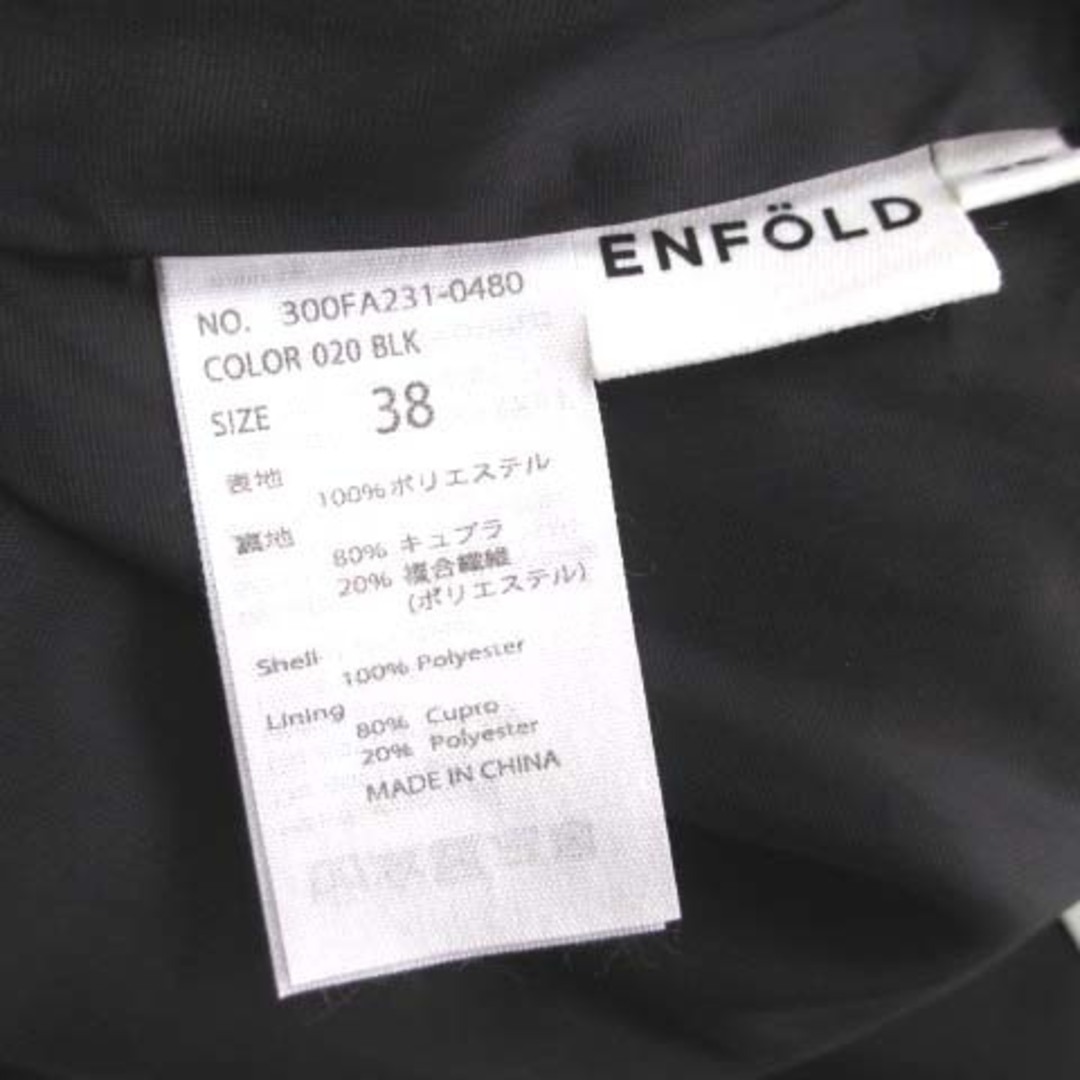 ENFÖLD
NO. 300FA231-0480
COLOR 020 BLK
SIZE 38
表地 100%ポリエステル
裏地 80% キュプラ
20% 複合繊維
(ポリエステル)
Shell 100% Polyester
Lining 80% Cupro
20% Polyester
MADE IN CHINA